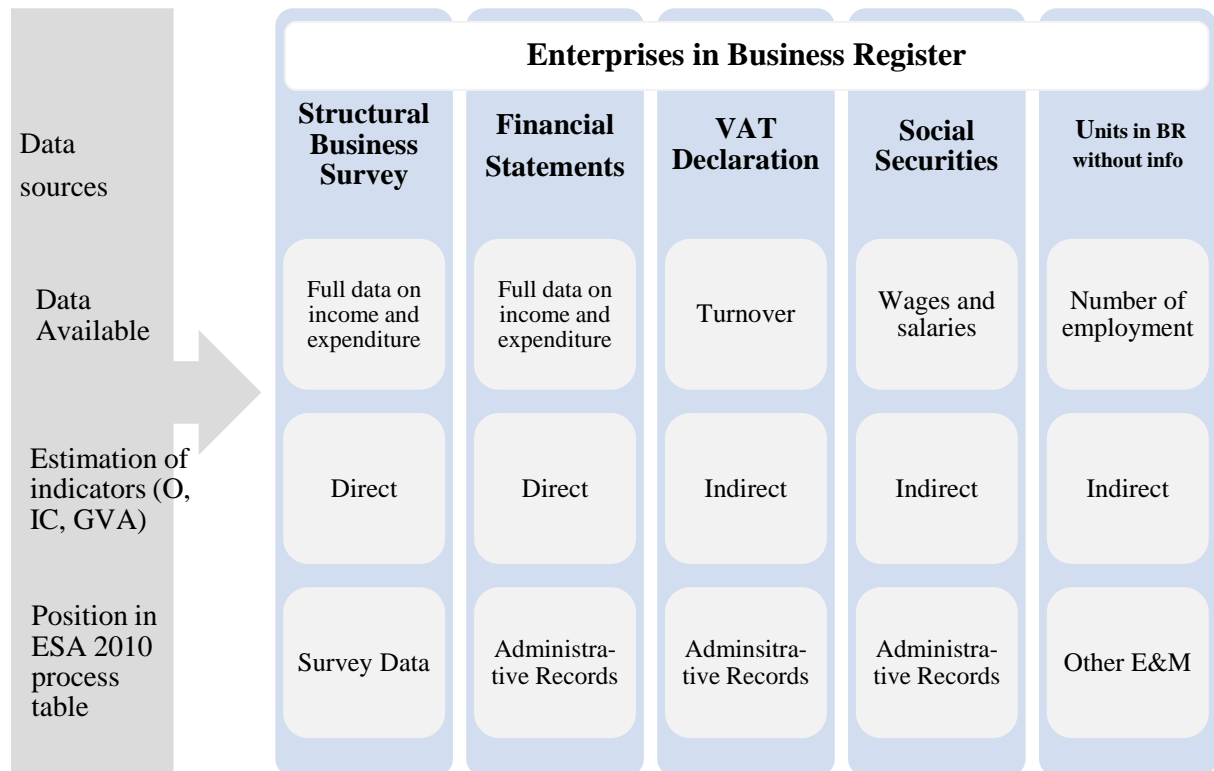 Enterprises in Business Register
Data
sources
Structural
Business
Survey
Financial
Statements
VAT
Declaration
Social
Securities
Units in BR
without info
Data
Available
Full data on
income and
expenditure
Full data on
income and
expenditure
Turnover
Wages and
salaries
Number of
employment
Estimation of
indicators (O,
IC, GVA)
Direct
Direct
Indirect
Indirect
Indirect
Position in
ESA 2010
process
table
Survey Data
Administra-
tive Records
Adminsitra-
tive Records
Administra-
tive Records
Other E&M